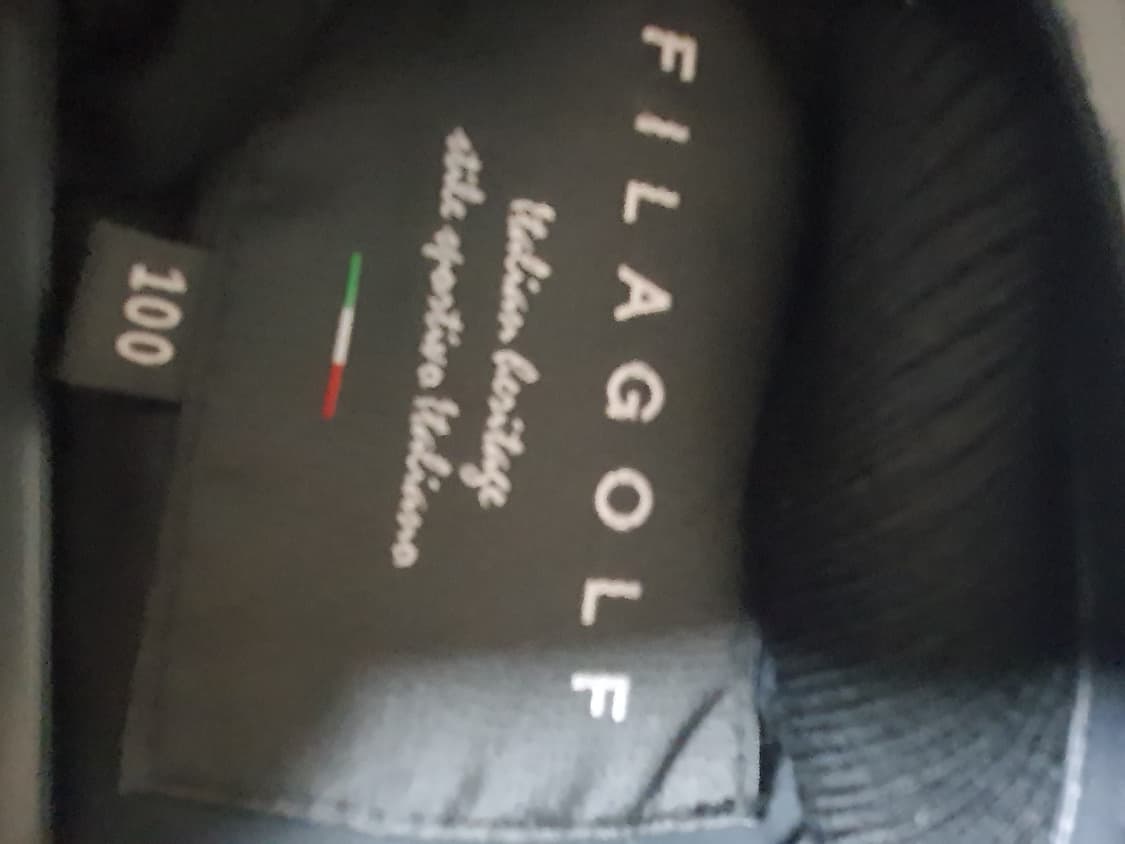 FILA GOLF
Italian heritage
stile sportivo Italiano
100